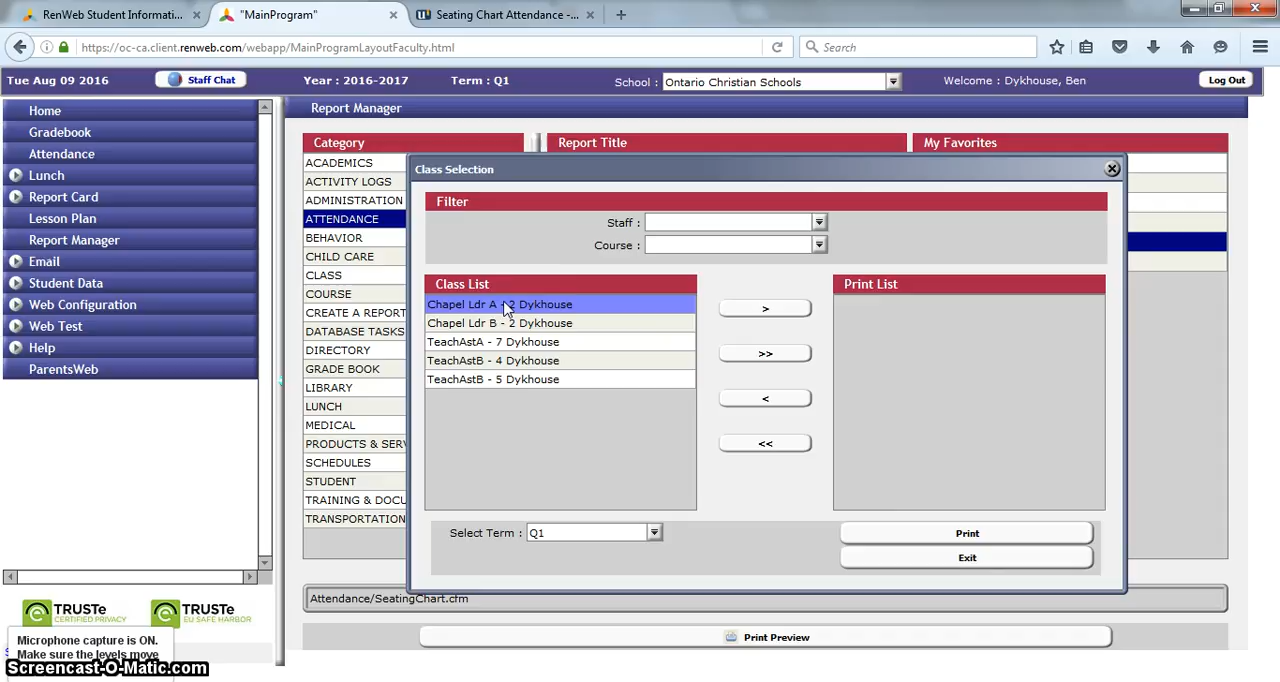 RenWeb Student Informati...
"MainProgram"
Seating Chart Attendance -...
https://oc-ca.client.renweb.com/webapp/MainProgramLayoutFaculty.html
Search
Tue Aug 09 2016
Staff Chat
Year : 2016-2017
Term : Q1
School :
Ontario Christian Schools
Welcome : Dykhouse, Ben
Log Out
Home
Gradebook
Attendance
Lunch
Report Card
Lesson Plan
Report Manager
Email
Student Data
Web Configuration
Web Test
Help
ParentsWeb
Report Manager
Category
Report Title
My Favorites
ACADEMICS
ACTIVITY LOGS
ADMINISTRATION
ATTENDANCE
BEHAVIOR
CHILD CARE
CLASS
COURSE
CREATE A REPORT
DATABASE TASKS
DIRECTORY
GRADE BOOK
LIBRARY
LUNCH
MEDICAL
PRODUCTS & SERV
SCHEDULES
STUDENT
TRAINING & DOCU
TRANSPORTATION
Class Selection
Filter
Staff :
Course :
Class List
Chapel Ldr A - 2 Dykhouse
Chapel Ldr B - 2 Dykhouse
TeachAstA - 7 Dykhouse
TeachAstB - 4 Dykhouse
TeachAstB - 5 Dykhouse
>
>>
<
<<
Print List
Select Term :
Q1
Print
Exit
Attendance/SeatingChart.cfm
Print Preview
TRUSTe
CERTIFIED PRIVACY
TRUSTe
EU SAFE HARBOR
Microphone capture is ON.
Make sure the levels move
Screencast-O-Matic.com